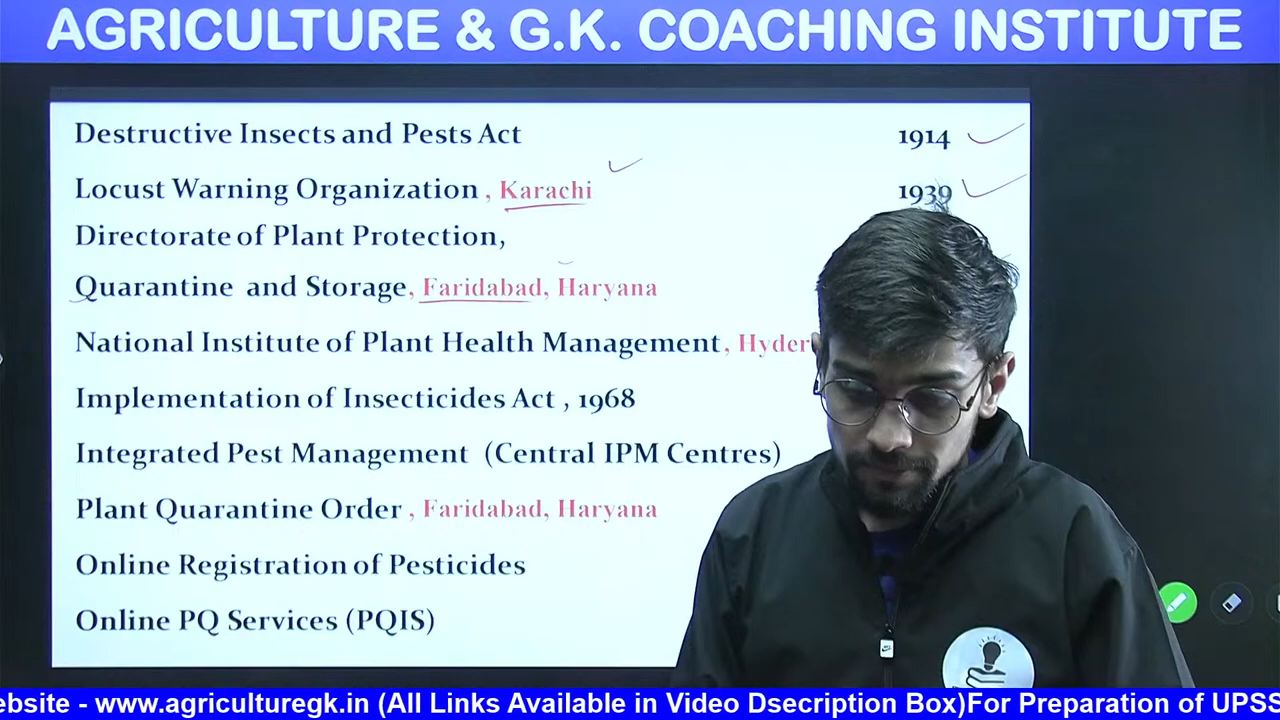 AGRICULTURE & G.K. COACHING INSTITUTE
Destructive Insects and Pests Act 1914
Locust Warning Organization , Karachi 1939
Directorate of Plant Protection,
Quarantine and Storage, Faridabad, Haryana
National Institute of Plant Health Management , Hyder
Implementation of Insecticides Act , 1968
Integrated Pest Management (Central IPM Centres)
Plant Quarantine Order , Faridabad, Haryana
Online Registration of Pesticides
Online PQ Services (PQIS)
ebsite - www.agriculturegk.in (All Links Available in Video Dscription Box)For Preparation of UPSS